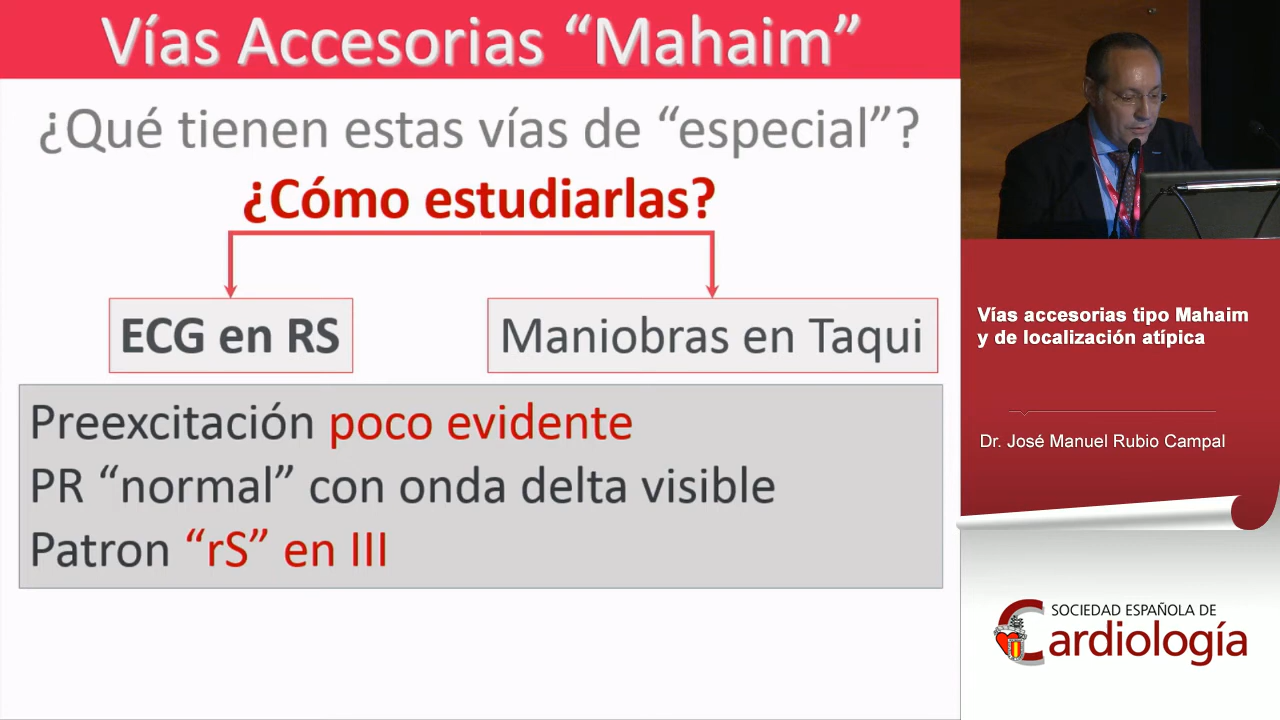 Vías Accesorias “Mahaim”
¿Qué tienen estas vías de “especial”?
¿Cómo estudiarlas?
ECG en RS
Maniobras en Taqui
Preexcitación poco evidente
PR “normal” con onda delta visible
Patron “rS” en III
Vías accesorias tipo Mahaim
y de localización atípica
Dr. José Manuel Rubio Campal
SOCIEDAD ESPAÑOLA DE
Cardiología